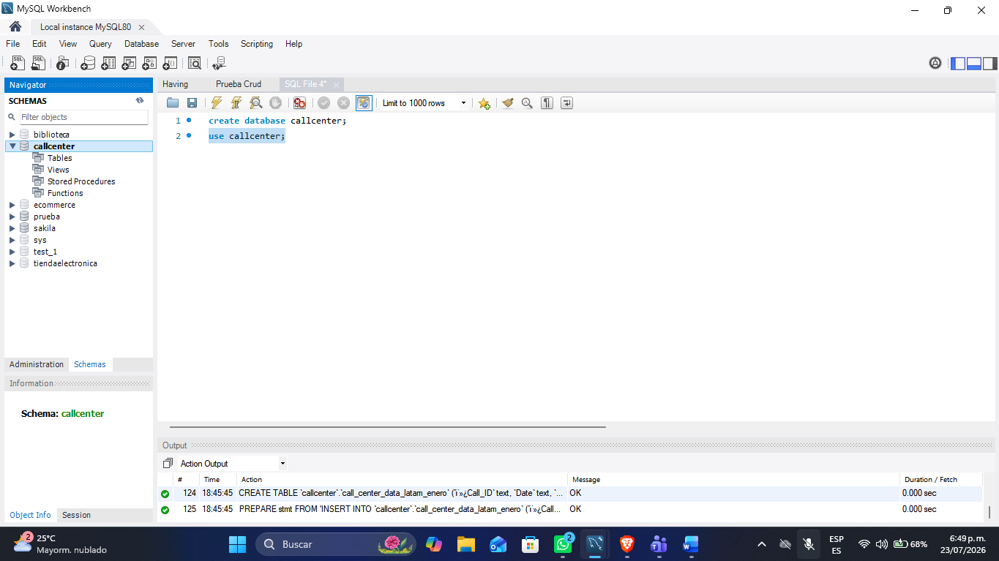 MySQL Workbench
Local instance MySQL80
File Edit View Query Database Server Tools Scripting Help
Navigator
SCHEMAS
Filter objects
biblioteca
callcenter
Tables
Views
Stored Procedures
Functions
ecommerce
prueba
sakila
sys
test_1
tiendaelectronica
Administration Schemas
Information
Schema: callcenter
Object Info Session
Having Prueba Crud SQL File 4*
Limit to 1000 rows
1 create database callcenter;
2 use callcenter;
Output
Action Output
# Time Action Message Duration / Fetch
124 18:45:45 CREATE TABLE `callcenter`.`call_center_data_latam_enero` (`ï»¿Call_ID` text, `Date` text, `... OK 0.000 sec
125 18:45:45 PREPARE stmt FROM 'INSERT INTO `callcenter`.`call_center_data_latam_enero` (`ï»¿Call... OK 0.000 sec
2
25°C
Mayorm. nublado
Buscar
2
ESP
ES
68%
6:49 p.m.
23/07/2026